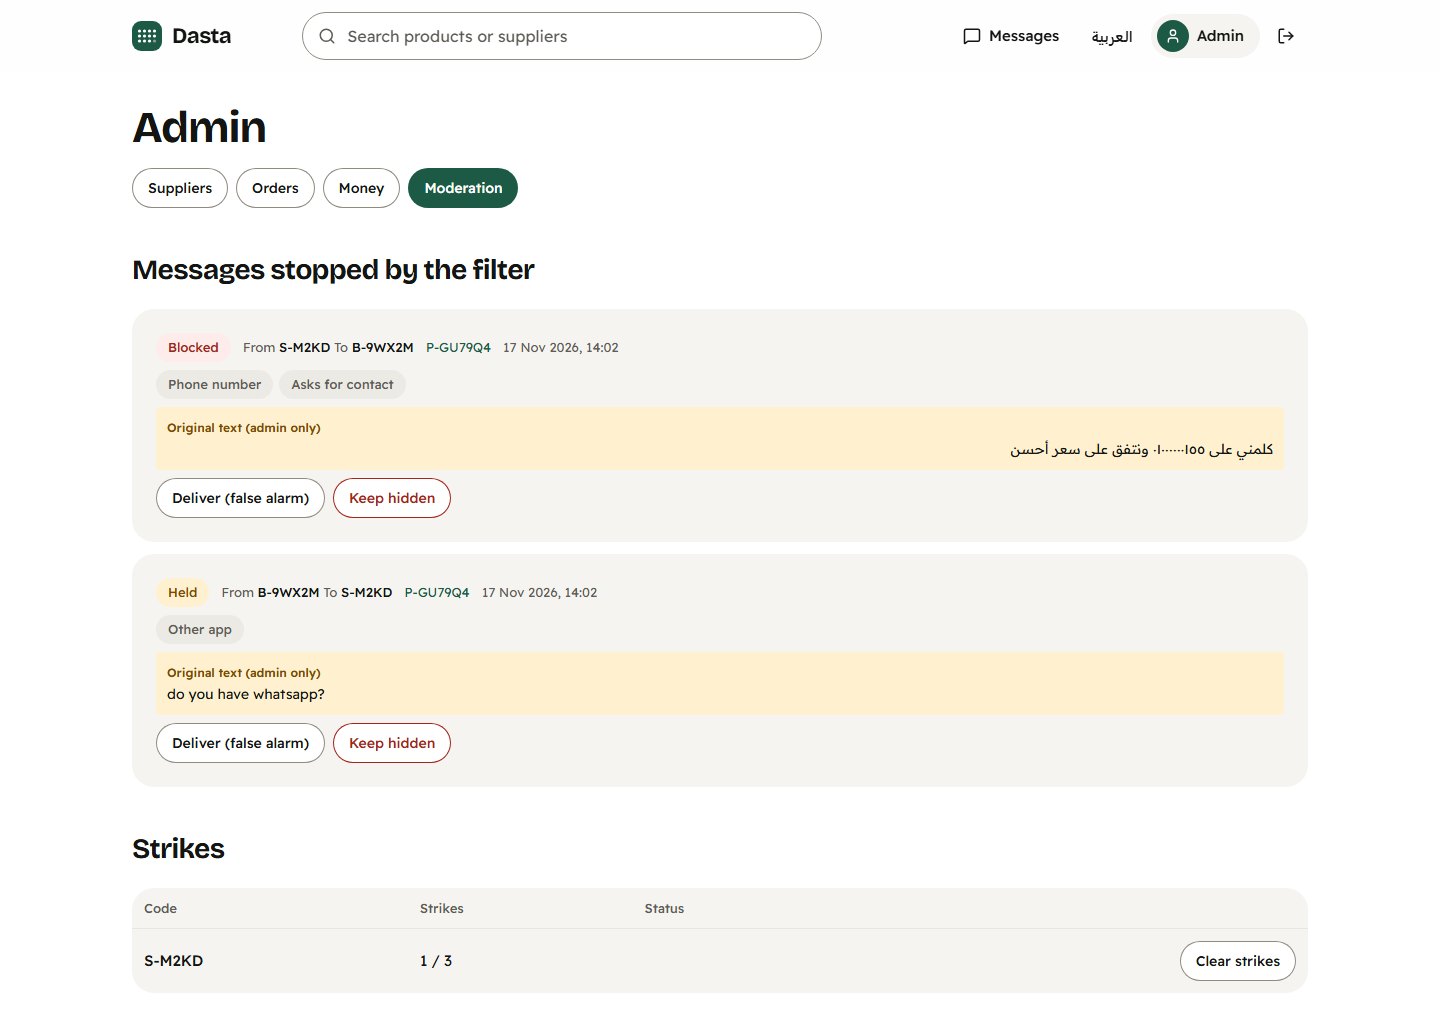 Dasta
Search products or suppliers
Messages
العربية
Admin
Admin
Suppliers
Orders
Money
Moderation
Messages stopped by the filter
Blocked From S-M2KD To B-9WX2M P-GU79Q4 17 Nov 2026, 14:02
Phone number
Asks for contact
Original text (admin only)
كلمني على ٠١٠٠٠٠٠٠١٥٥ ونتفق على سعر أحسن
Deliver (false alarm)
Keep hidden
Held From B-9WX2M To S-M2KD P-GU79Q4 17 Nov 2026, 14:02
Other app
Original text (admin only)
do you have whatsapp?
Deliver (false alarm)
Keep hidden
Strikes
Code Strikes Status
S-M2KD 1 / 3 Clear strikes